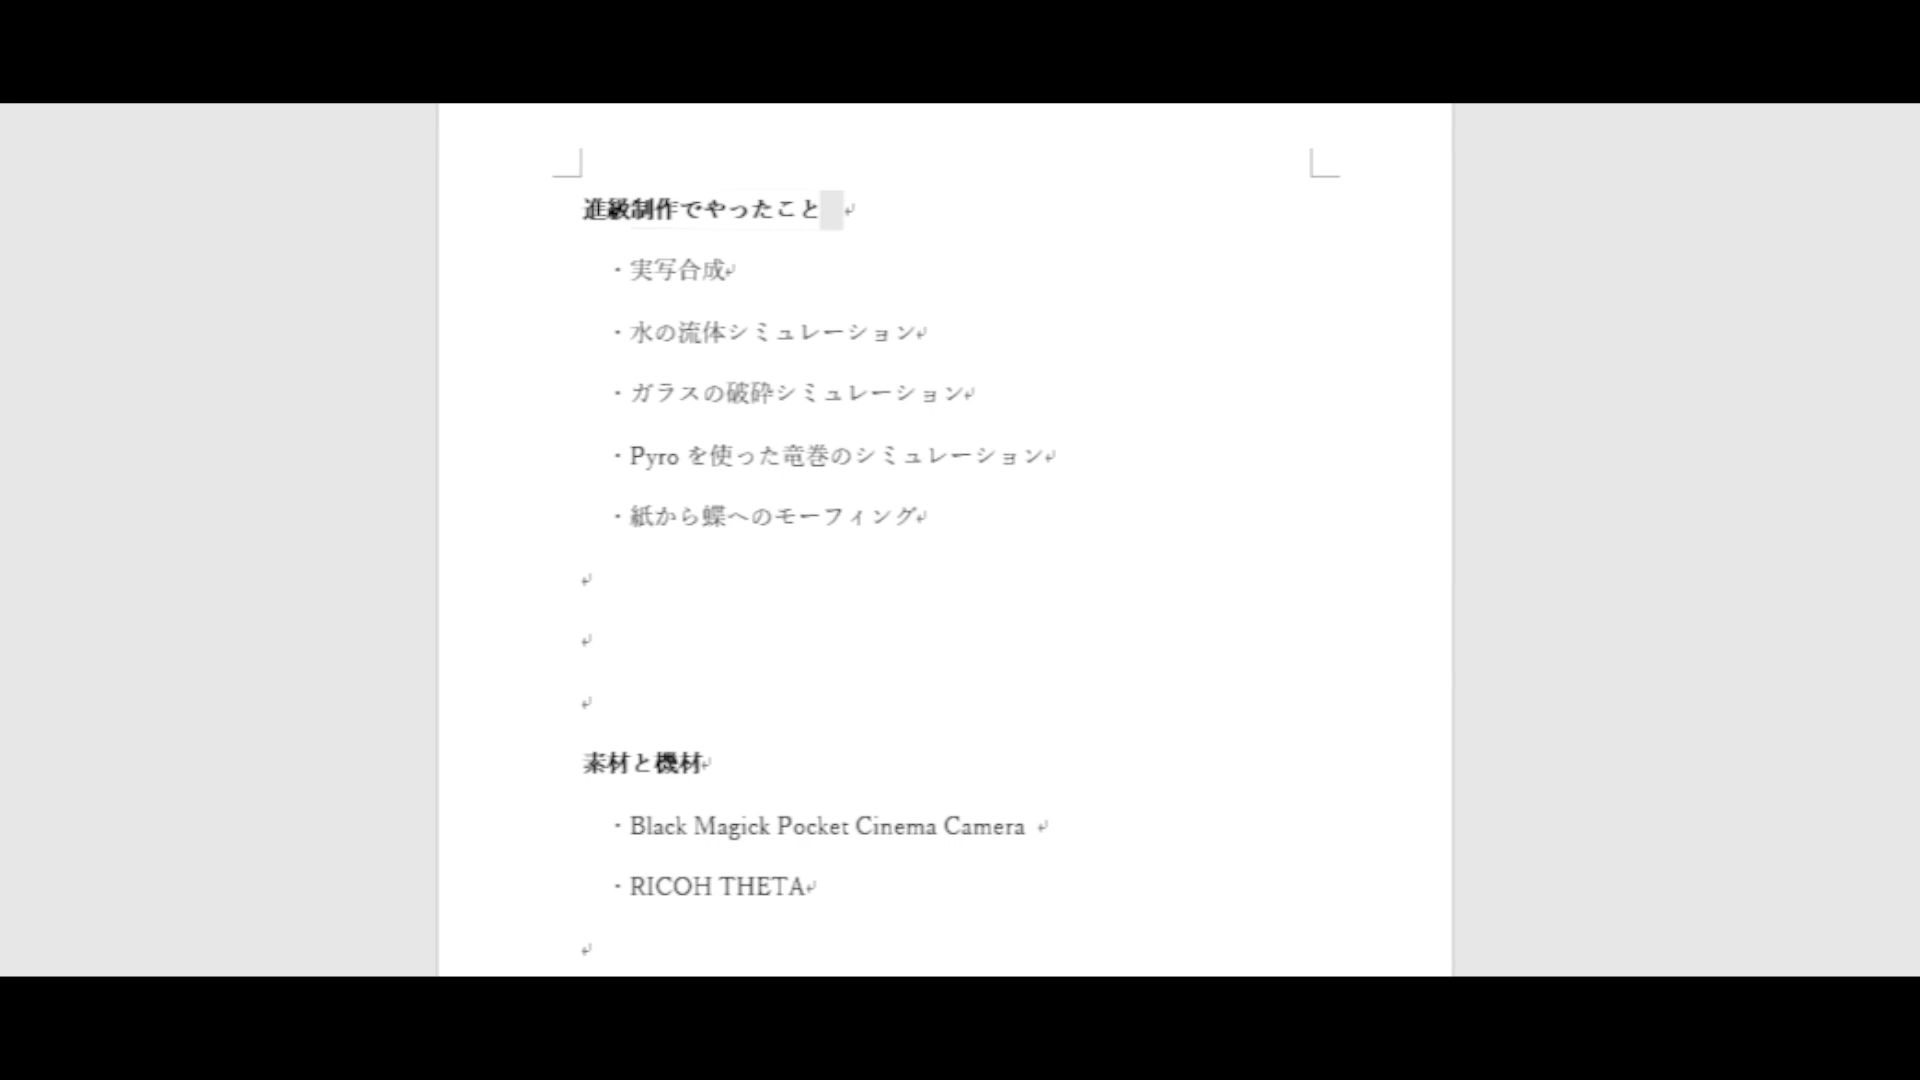 進級制作でやったこと
・実写合成
・水の流体シミュレーション
・ガラスの破砕シミュレーション
・Pyro を使った竜巻のシミュレーション
・紙から蝶へのモーフィング
素材と機材
・Black Magick Pocket Cinema Camera
・RICOH THETA